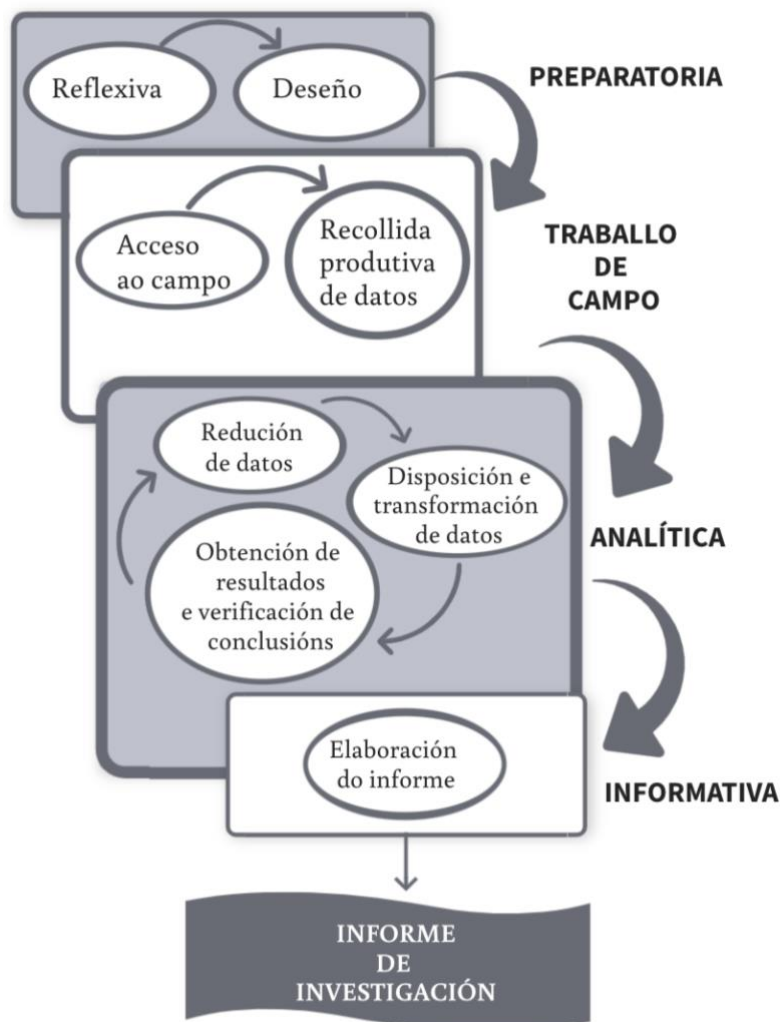 Reflexiva
Deseño
PREPARATORIA
Acceso
ao campo
Recollida
produtiva
de datos
TRABALLO
DE
CAMPO
Redución
de datos
Disposición e
transformación
de datos
Obtención de
resultados
e verificación de
conclusións
ANALÍTICA
Elaboración
do informe
INFORMATIVA
INFORME
DE
INVESTIGACIÓN